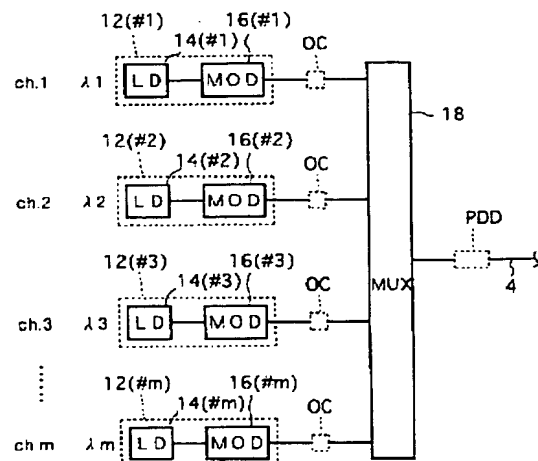 12(#1) 16(#1)
14(#1) OC
ch.1 λ1 LD MOD
18
12(#2) 16(#2)
14(#2) OC
ch.2 λ2 LD MOD
PDD
12(#3) 16(#3)
14(#3) OC
MUX 4
ch.3 λ3 LD MOD
12(#m) 16(#m)
14(#m) OC
ch m λm LD MOD